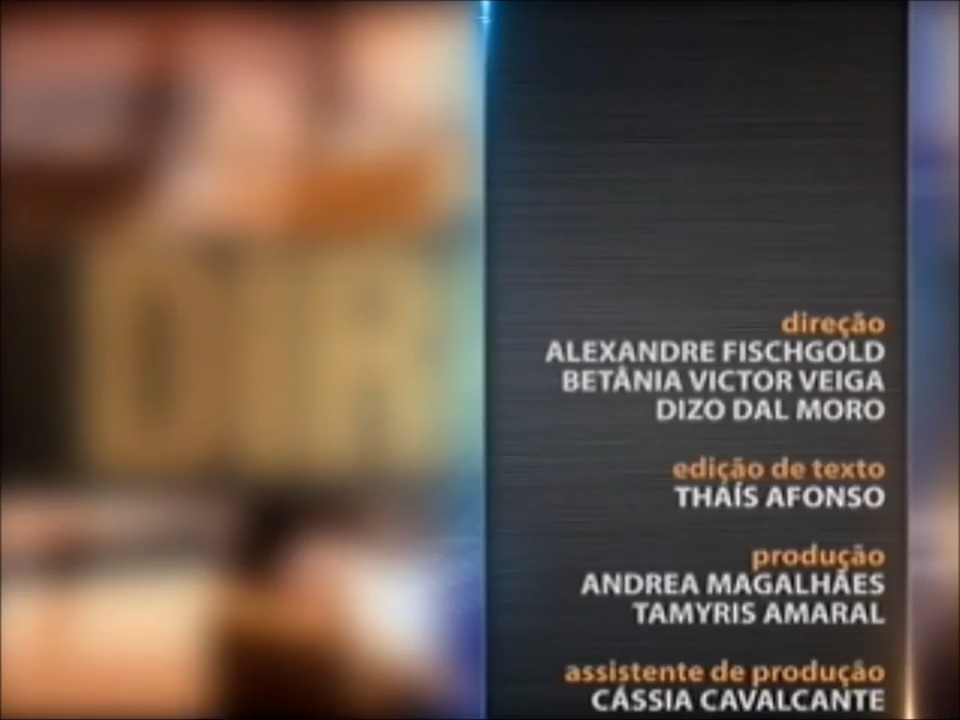 direção
ALEXANDRE FISCHGOLD
BETÂNIA VICTOR VEIGA
DIZO DAL MORO
edição de texto
THAÍS AFONSO
produção
ANDREA MAGALHÃES
TAMYRIS AMARAL
assistente de produção
CÁSSIA CAVALCANTE